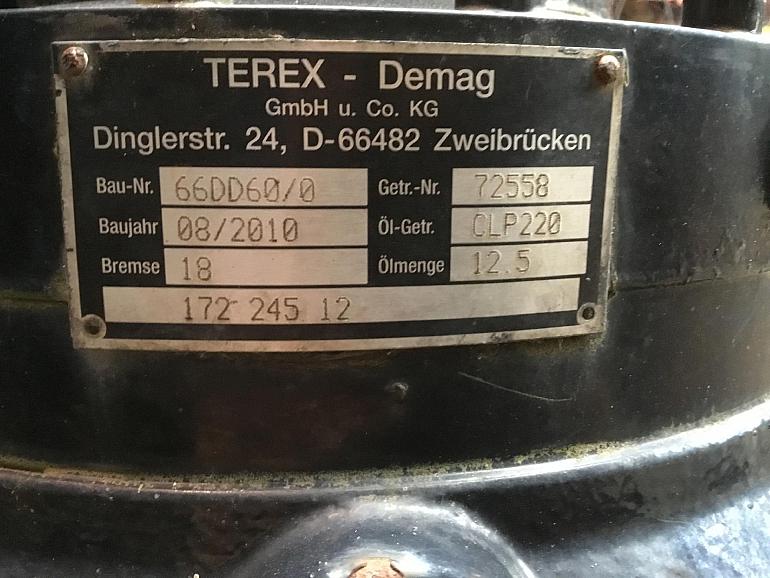 TEREX - Demag
GmbH u. Co. KG
Dinglerstr. 24, D-66482 Zweibrücken
Bau-Nr. 66DD60/0 Getr.-Nr. 72558
Baujahr 08/2010 Öl-Getr. CLP220
Bremse 18 Ölmenge 12.5
172 245 12